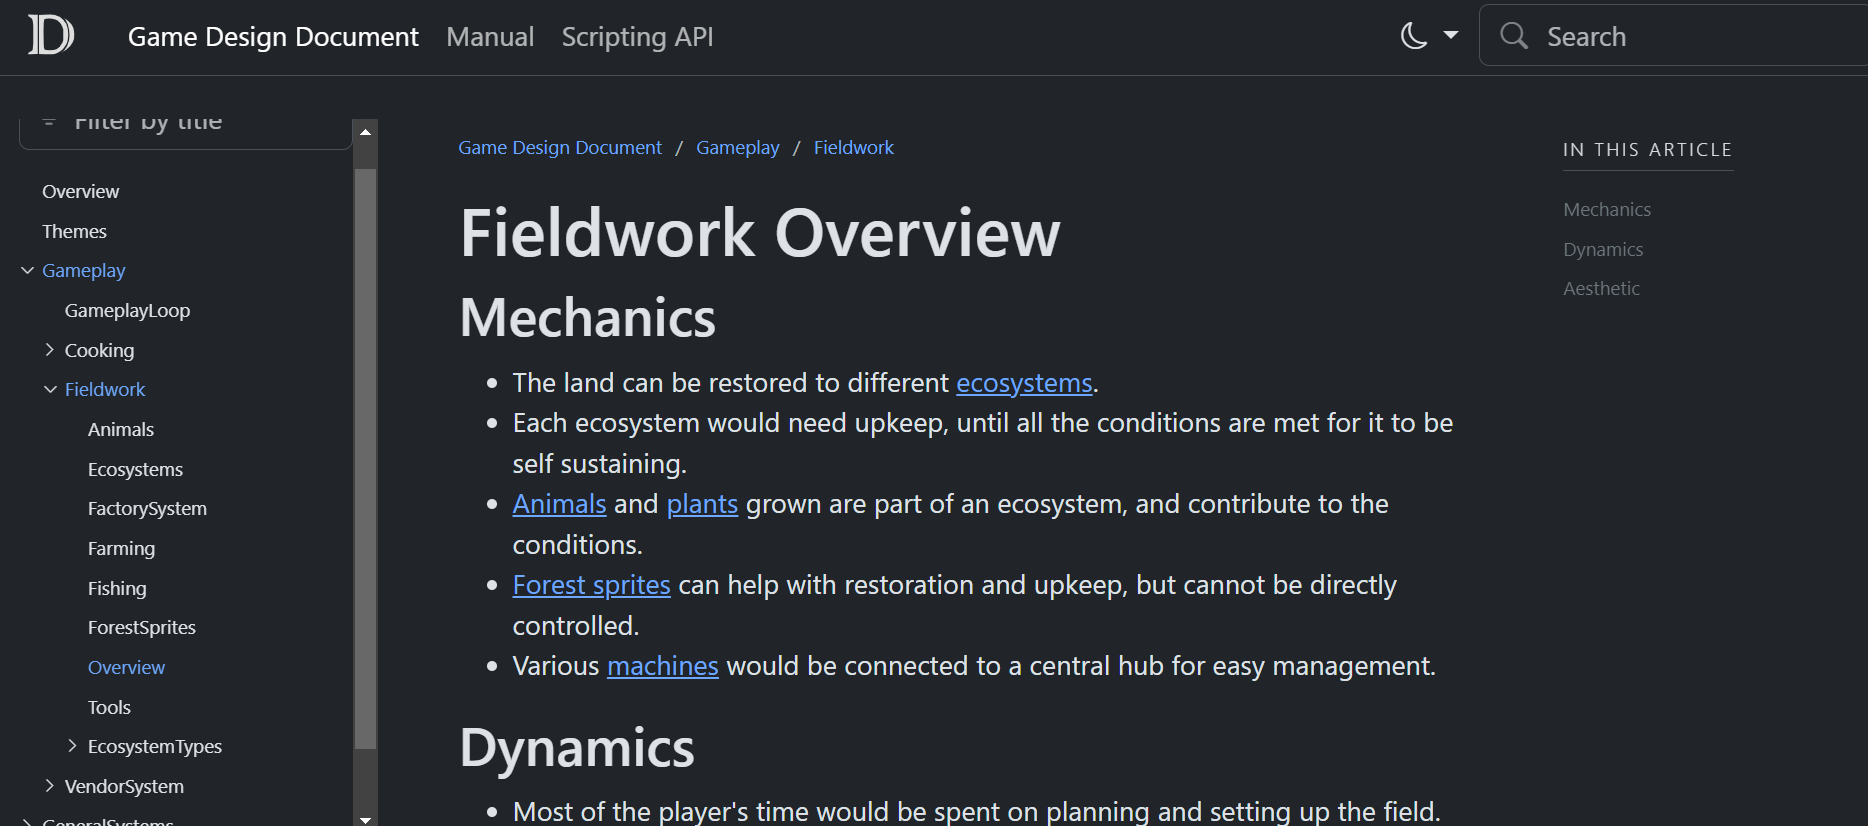 Game Design Document Manual Scripting API
Search
Filter by title
Overview
Themes
Gameplay
GameplayLoop
Cooking
Fieldwork
Animals
Ecosystems
FactorySystem
Farming
Fishing
ForestSprites
Overview
Tools
EcosystemTypes
VendorSystem
GeneralSystems
Game Design Document / Gameplay / Fieldwork
Fieldwork Overview
Mechanics
• The land can be restored to different ecosystems.
• Each ecosystem would need upkeep, until all the conditions are met for it to be
self sustaining.
• Animals and plants grown are part of an ecosystem, and contribute to the
conditions.
• Forest sprites can help with restoration and upkeep, but cannot be directly
controlled.
• Various machines would be connected to a central hub for easy management.
Dynamics
• Most of the player's time would be spent on planning and setting up the field.
IN THIS ARTICLE
Mechanics
Dynamics
Aesthetic